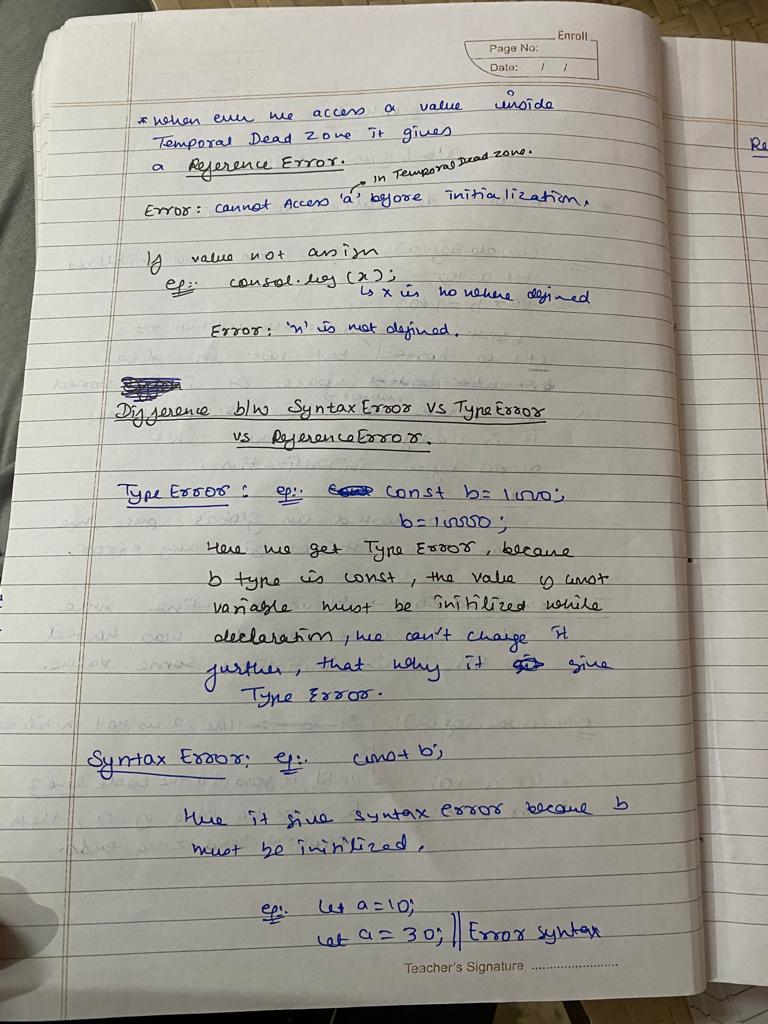 Enroll
Page No:
Date: / /
* when ever we access a value inside
Temporal Dead Zone it gives
a Reference Error.
in Temporal Dead zone.
Error: cannot Access 'a' before initialization.
If value not assign
eg:. consol.log (x);
↳ x is no where defined
Error: 'x' is not defined.
Difference b/w Syntax Error vs Type Error
vs Reference Error.
Type Error: eg:. const b = 1000;
b = 10000;
Here we get Type Error, because
b type is const, the value of const
variable must be initilized while
declaration, we can't change it
further, that why it give
Type Error.
Syntax Error: eg:. const b;
Here it give syntax error because b
must be initilized.
eg:. let a = 10;
let a = 30; || Error syntax
Teacher's Signature ........................
Re